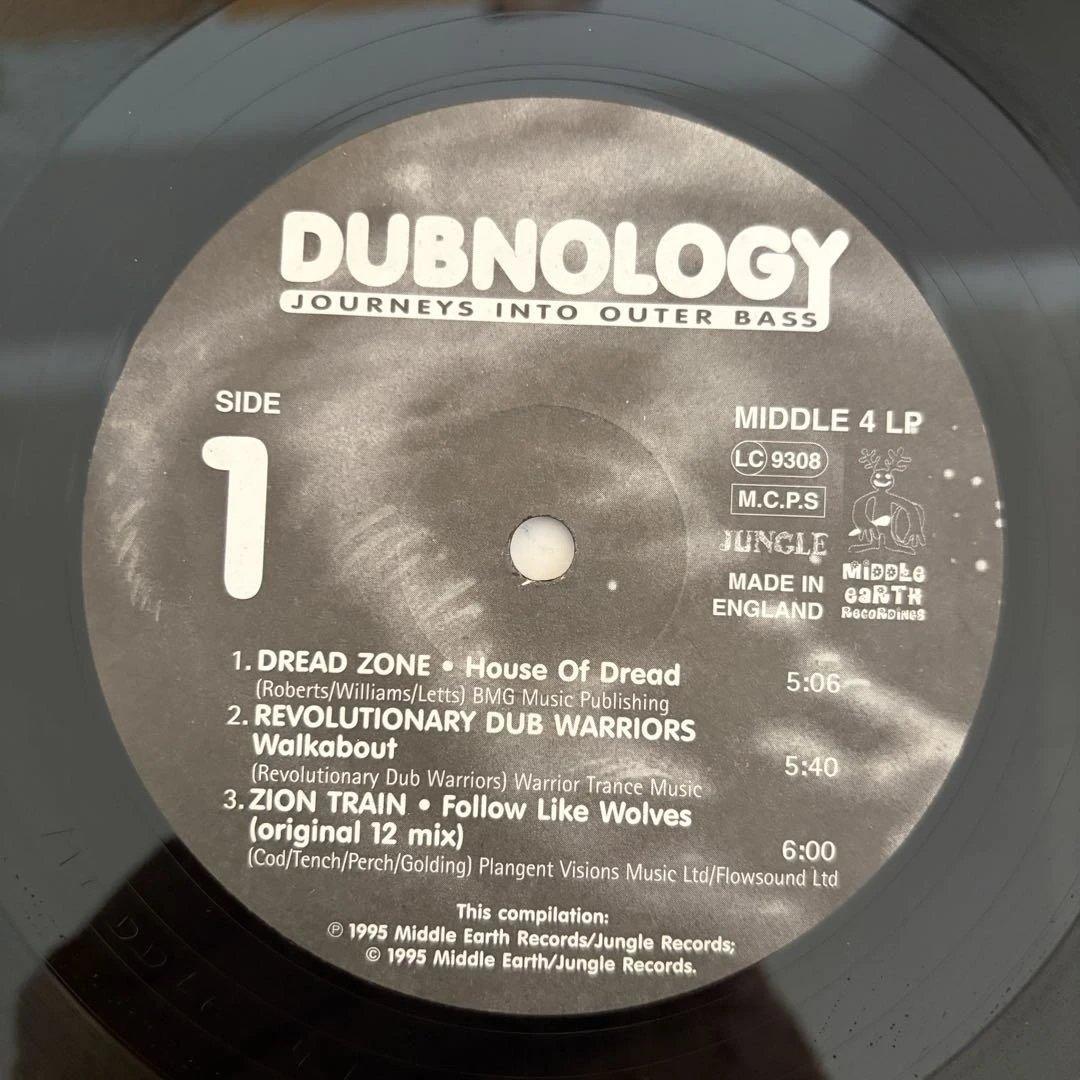 DUBNOLOGY
JOURNEYS INTO OUTER BASS
SIDE
1
MIDDLE 4 LP
LC 9308
M.C.P.S
JUNGLE
MADE IN
ENGLAND
MiDDLe
eaRTH
RecoRDiNGS
1. DREAD ZONE • House Of Dread 5:06
(Roberts/Williams/Letts) BMG Music Publishing
2. REVOLUTIONARY DUB WARRIORS
Walkabout 5:40
(Revolutionary Dub Warriors) Warrior Trance Music
3. ZION TRAIN • Follow Like Wolves
(original 12 mix) 6:00
(Cod/Tench/Perch/Golding) Plangent Visions Music Ltd/Flowsound Ltd
This compilation:
℗ 1995 Middle Earth Records/Jungle Records;
© 1995 Middle Earth/Jungle Records.